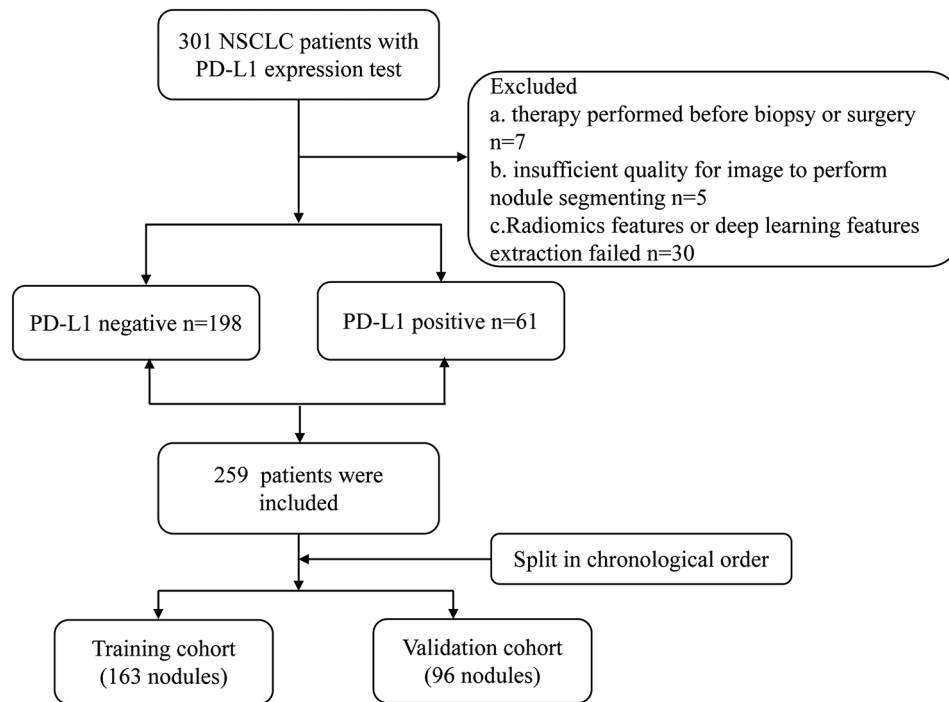 301 NSCLC patients with
PD-L1 expression test
Excluded
a. therapy performed before biopsy or surgery
n=7
b. insufficient quality for image to perform
nodule segmenting n=5
c.Radiomics features or deep learning features
extraction failed n=30
PD-L1 negative n=198
PD-L1 positive n=61
259 patients were
included
Split in chronological order
Training cohort
(163 nodules)
Validation cohort
(96 nodules)